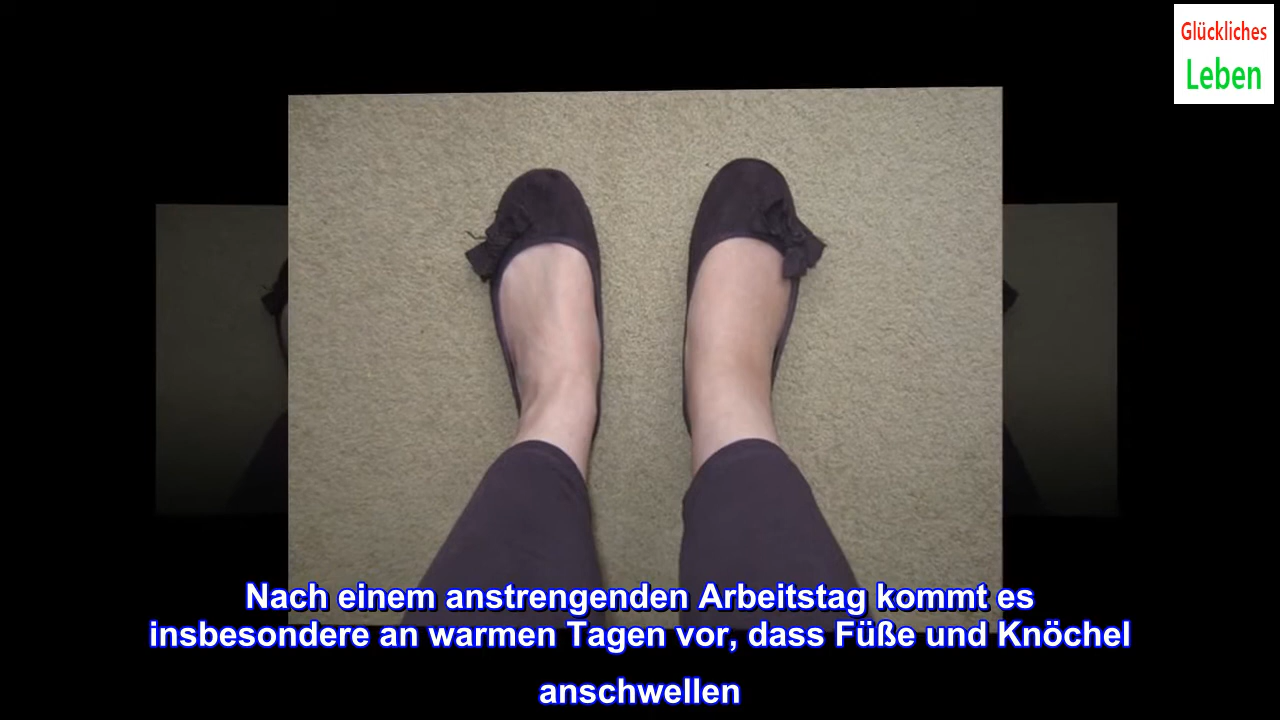 Glückliches
Leben
Nach einem anstrengenden Arbeitstag kommt es
insbesondere an warmen Tagen vor, dass Füße und Knöchel
anschwellen